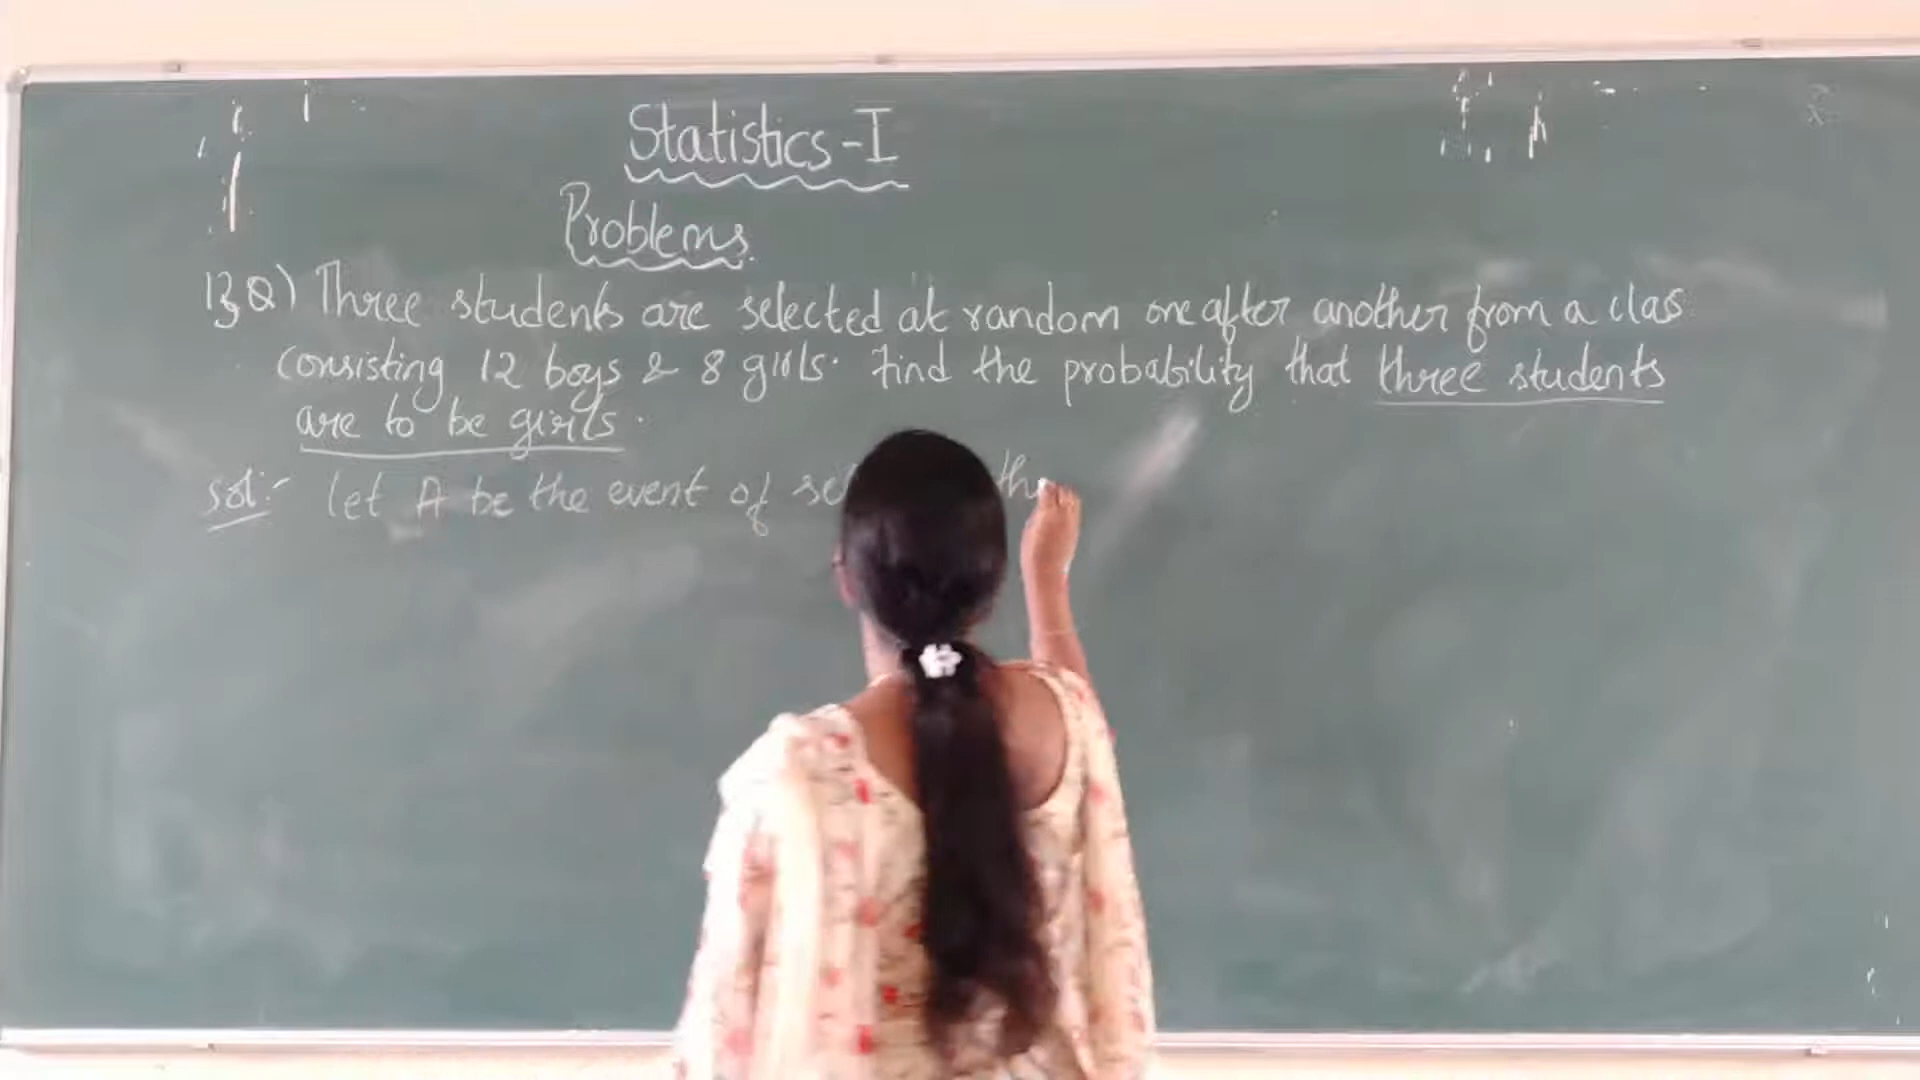 Statistics-I
Problems.
13Q) Three students are selected at random one after another from a clas
consisting 12 boys & 8 girls. Find the probability that three students
are to be girls.
sol:- let A be the event of